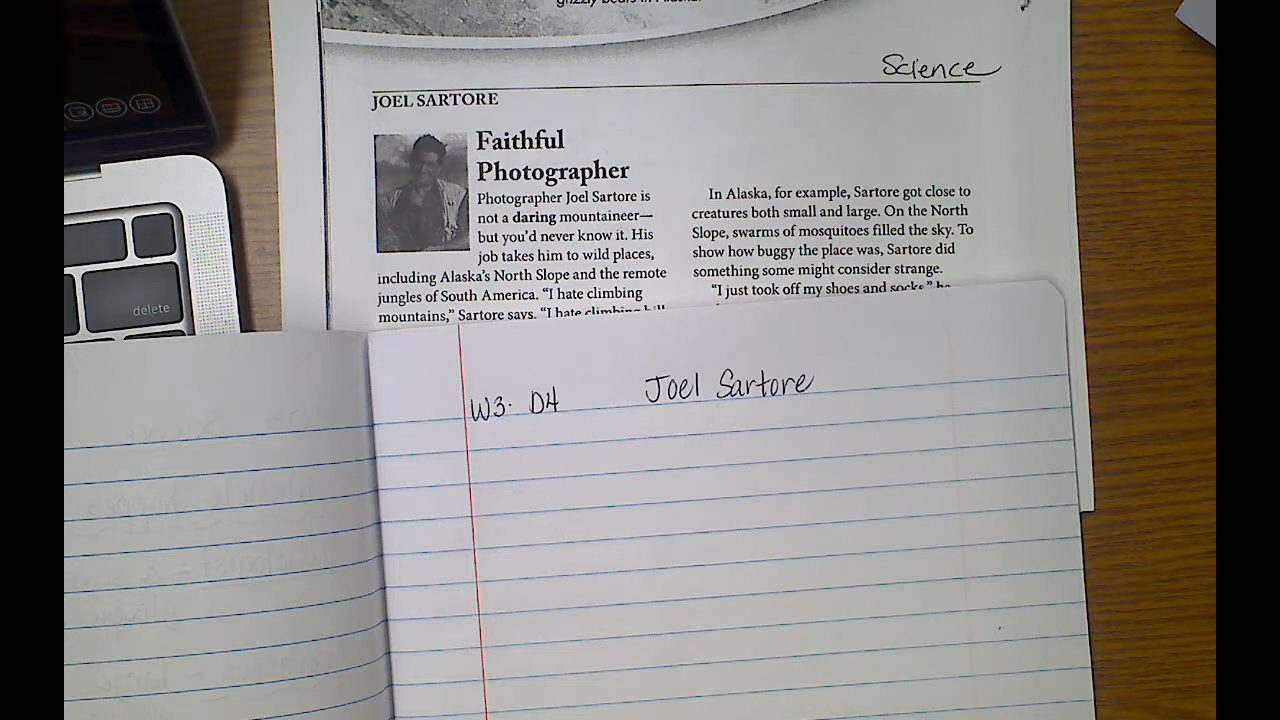 grizzly bears in Alaska.
Science
JOEL SARTORE
Faithful
Photographer
Photographer Joel Sartore is
not a daring mountaineer—
but you'd never know it. His
job takes him to wild places,
including Alaska's North Slope and the remote
jungles of South America. "I hate climbing
mountains," Sartore says. "I hate climbing
In Alaska, for example, Sartore got close to
creatures both small and large. On the North
Slope, swarms of mosquitoes filled the sky. To
show how buggy the place was, Sartore did
something some might consider strange.
"I just took off my shoes and socks," he
delete
W3· D4 Joel Sartore